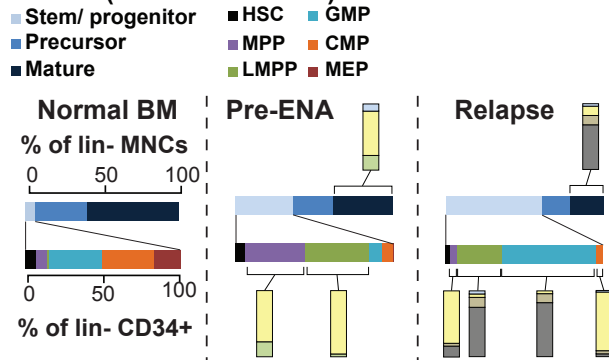 Stem/ progenitor
Precursor
Mature
HSC
GMP
MPP
CMP
LMPP
MEP
Normal BM
Pre-ENA
Relapse
% of lin- MNCs
0 50 100
0 50 100
% of lin- CD34+